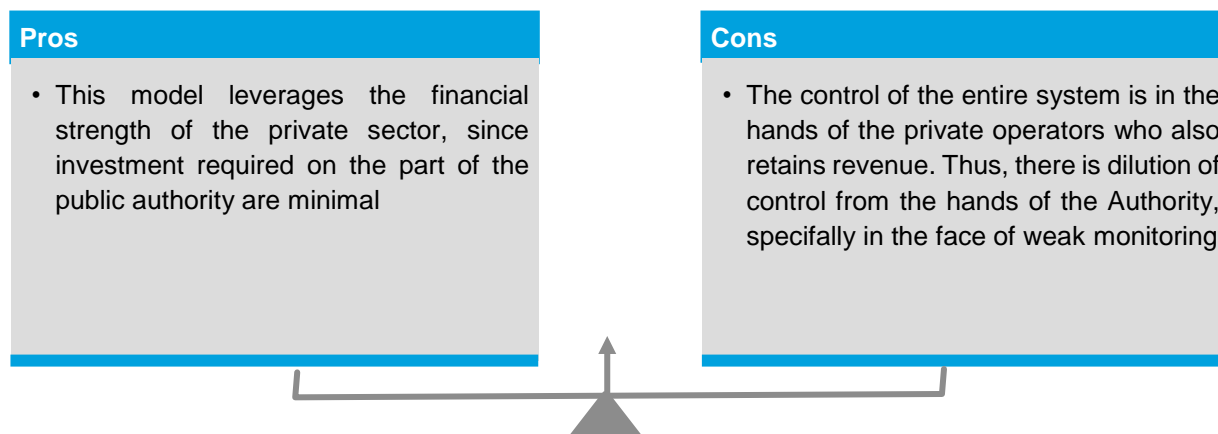 Pros
• This model leverages the financial
strength of the private sector, since
investment required on the part of the
public authority are minimal
Cons
• The control of the entire system is in the
hands of the private operators who also
retains revenue. Thus, there is dilution of
control from the hands of the Authority,
specifally in the face of weak monitoring